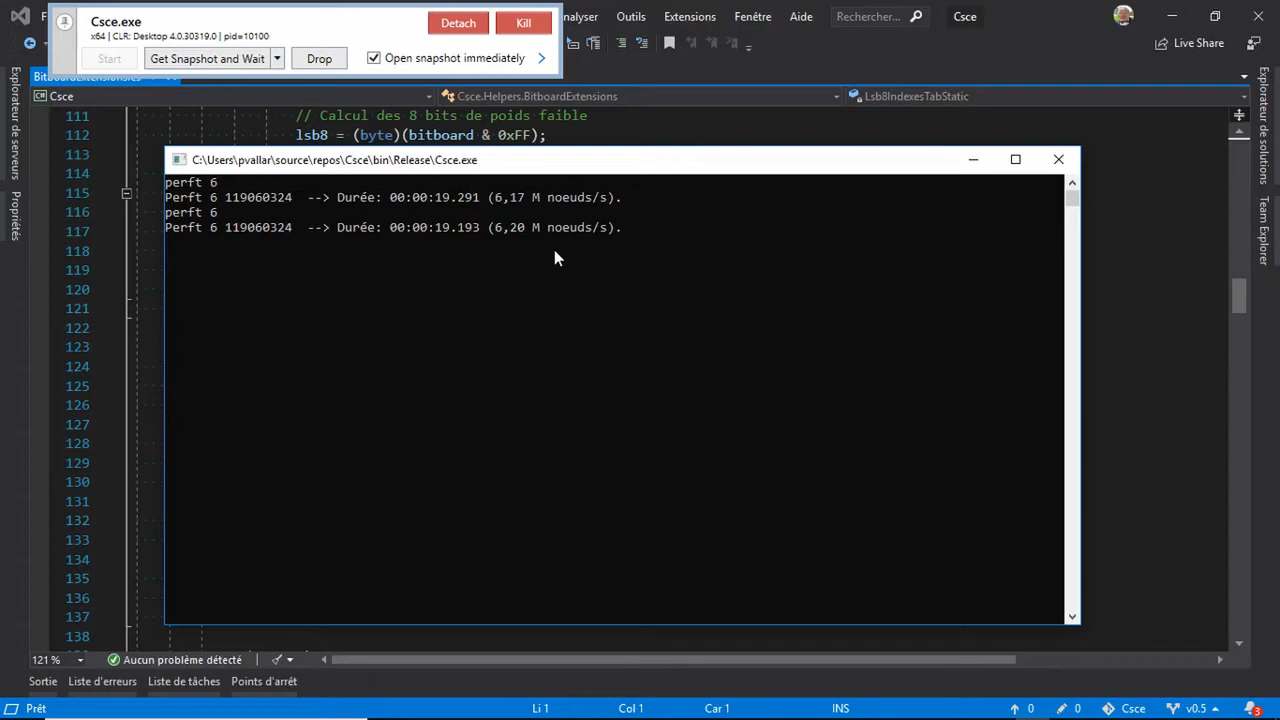 Csce.exe
Detach
Kill
x64 | CLR: Desktop 4.0.30319.0 | pid=10100
Start
Get Snapshot and Wait
Drop
Open snapshot immediately
Outils
Extensions
Fenêtre
Aide
Rechercher...
Csce
Live Share
Csce
Csce.Helpers.BitboardExtensions
Lsb8IndexesTabStatic
Explorateur de serveurs
Propriétés
Explorateur de solutions
Team Explorer
111 // Calcul des 8 bits de poids faible
112 lsb8 = (byte)(bitboard & 0xFF);
C:\Users\pvallar\source\repos\Csce\bin\Release\Csce.exe
perft 6
Perft 6 119060324 --> Durée: 00:00:19.291 (6,17 M noeuds/s).
perft 6
Perft 6 119060324 --> Durée: 00:00:19.193 (6,20 M noeuds/s).
115
117
118
119
120
121
122
123
124
125
126
127
128
129
130
131
132
133
134
135
136
137
138
121 %
Aucun problème détecté
Sortie
Liste d'erreurs
Liste de tâches
Points d'arrêt
Prêt
Li 1
Col 1
Car 1
INS
0
0
Csce
v0.5
3